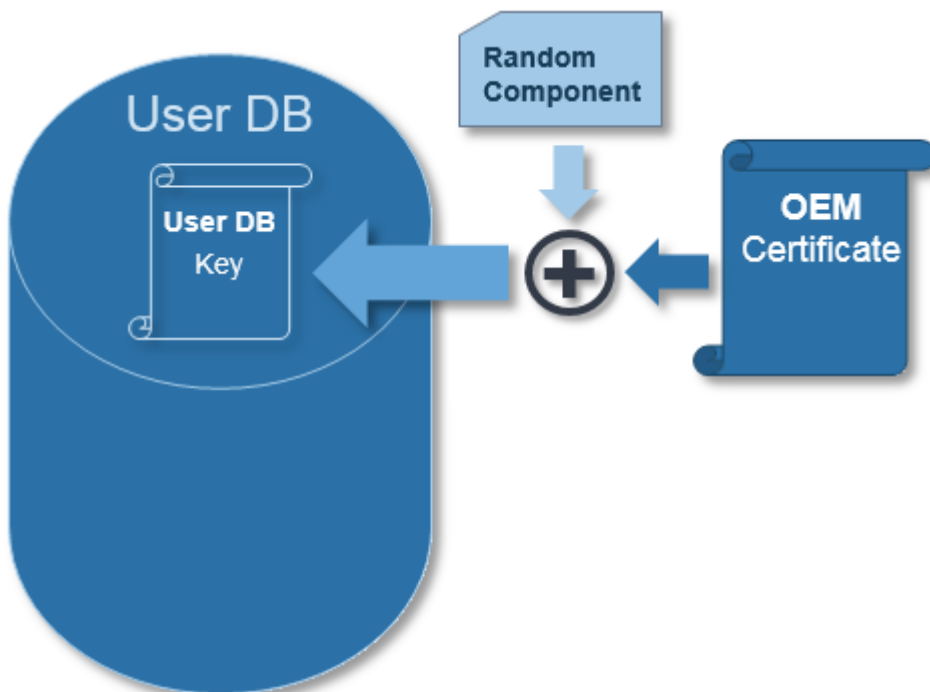 User DB
User DB
Key
Random
Component
OEM
Certificate